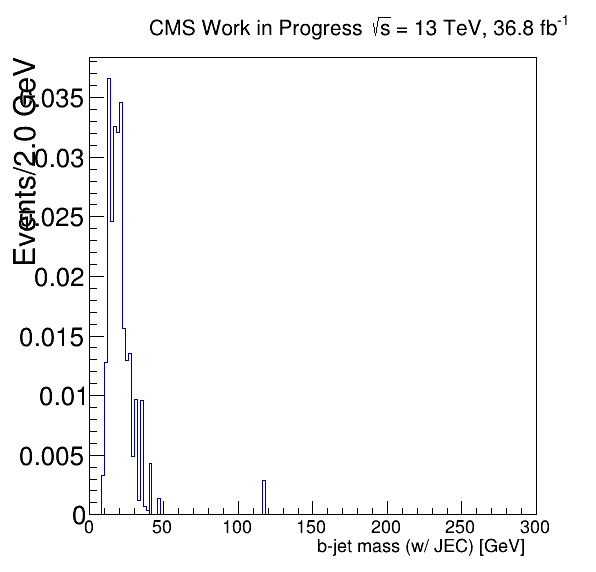 CMS Work in Progress √s = 13 TeV, 36.8 fb⁻¹
Events/2.0 GeV
0.035
0.03
0.025
0.02
0.015
0.01
0.005
0
0 50 100 150 200 250 300
b-jet mass (w/ JEC) [GeV]